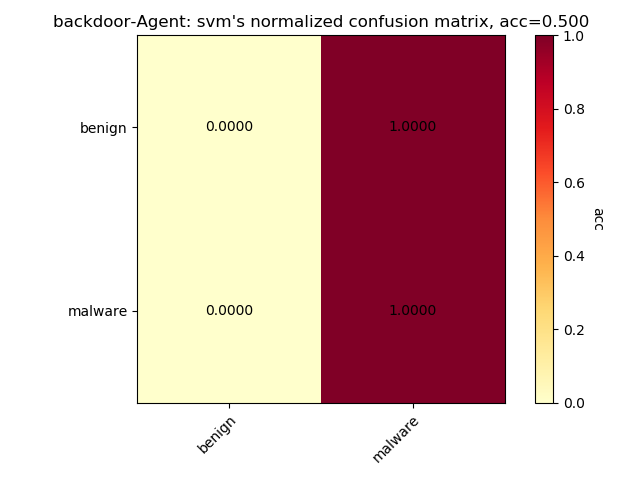 backdoor-Agent: svm's normalized confusion matrix, acc=0.500
benign 0.0000 1.0000
malware 0.0000 1.0000
benign malware
1.0
0.8
0.6
0.4
0.2
0.0
acc